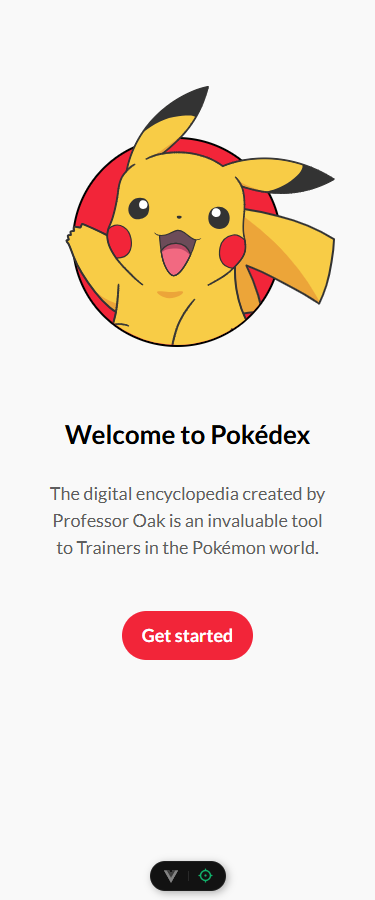 Welcome to Pokédex
The digital encyclopedia created by
Professor Oak is an invaluable tool
to Trainers in the Pokémon world.
Get started